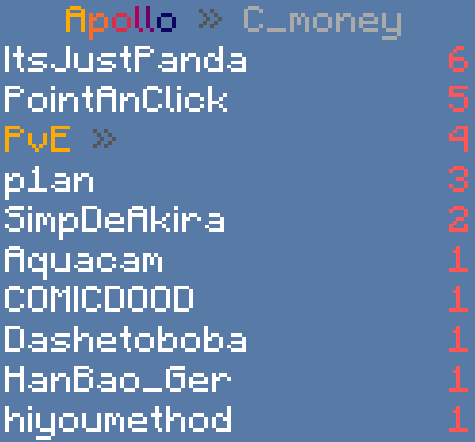 Apollo » C_money
ItsJustPanda 6
PointAnClick 5
PvE » 4
p1an 3
SimpDeAkira 2
Aquacam 1
COMICDOOD 1
Dashetoboba 1
HanBao_Ger 1
hiyoumethod 1